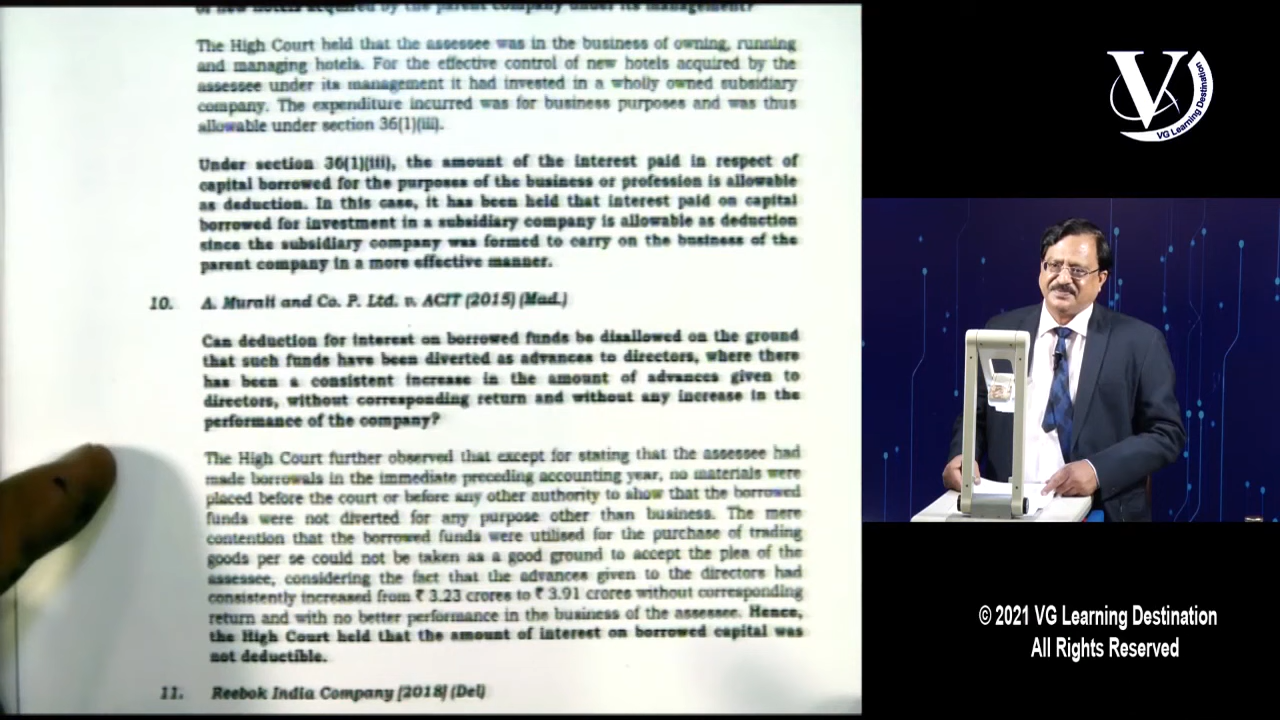 of new hotels acquired by the parent company under its management?
The High Court held that the assessee was in the business of owning, running
and managing hotels. For the effective control of new hotels acquired by the
assessee under its management it had invested in a wholly owned subsidiary
company. The expenditure incurred was for business purposes and was thus
allowable under section 36(1)(iii).
Under section 36(1)(iii), the amount of the interest paid in respect of
capital borrowed for the purposes of the business or profession is allowable
as deduction. In this case, it has been held that interest paid on capital
borrowed for investment in a subsidiary company is allowable as deduction
since the subsidiary company was formed to carry on the business of the
parent company in a more effective manner.
10. A. Murali and Co. P. Ltd. v. ACIT (2015) (Mad.)
Can deduction for interest on borrowed funds be disallowed on the ground
that such funds have been diverted as advances to directors, where there
has been a consistent increase in the amount of advances given to
directors, without corresponding return and without any increase in the
performance of the company?
The High Court further observed that except for stating that the assessee had
made borrowals in the immediate preceding accounting year, no materials were
placed before the court or before any other authority to show that the borrowed
funds were not diverted for any purpose other than business. The mere
contention that the borrowed funds were utilised for the purchase of trading
goods per se could not be taken as a good ground to accept the plea of the
assessee, considering the fact that the advances given to the directors had
consistently increased from ₹ 3.23 crores to ₹ 3.91 crores without corresponding
return and with no better performance in the business of the assessee. Hence,
the High Court held that the amount of interest on borrowed capital was
not deductible.
11. Reebok India Company [2018] (Del)
V
VG Learning Destination
© 2021 VG Learning Destination
All Rights Reserved